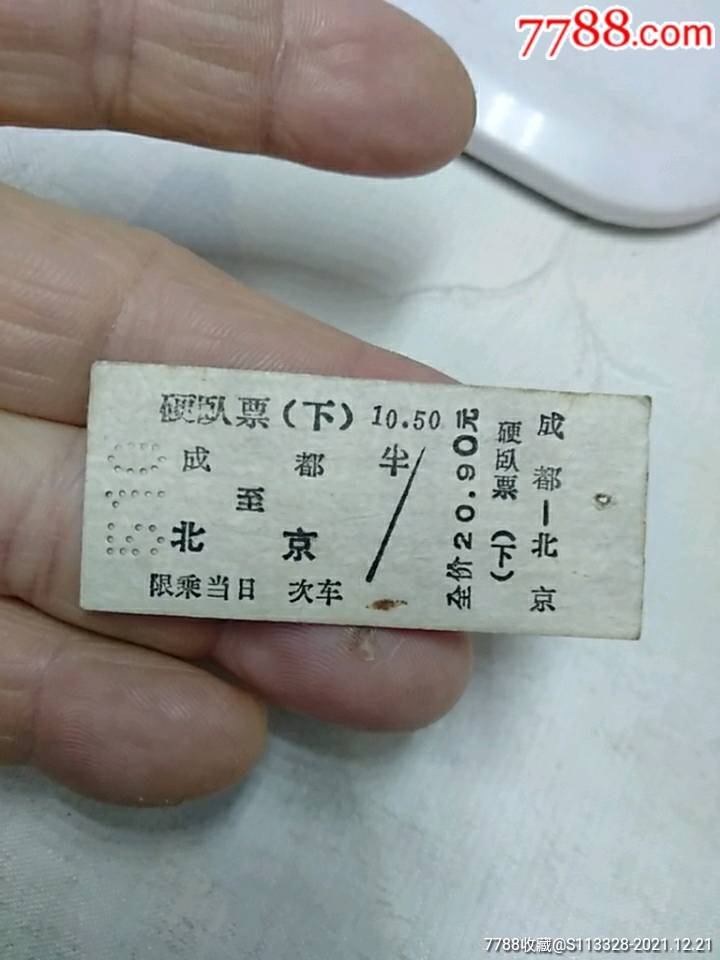 7788.com
硬卧票(下) 10.50
成都 半
至
北京
限乘当日 次车
全价20.90元
硬卧票(下)
成都—北京
7788收藏@S113328-2021.12.21